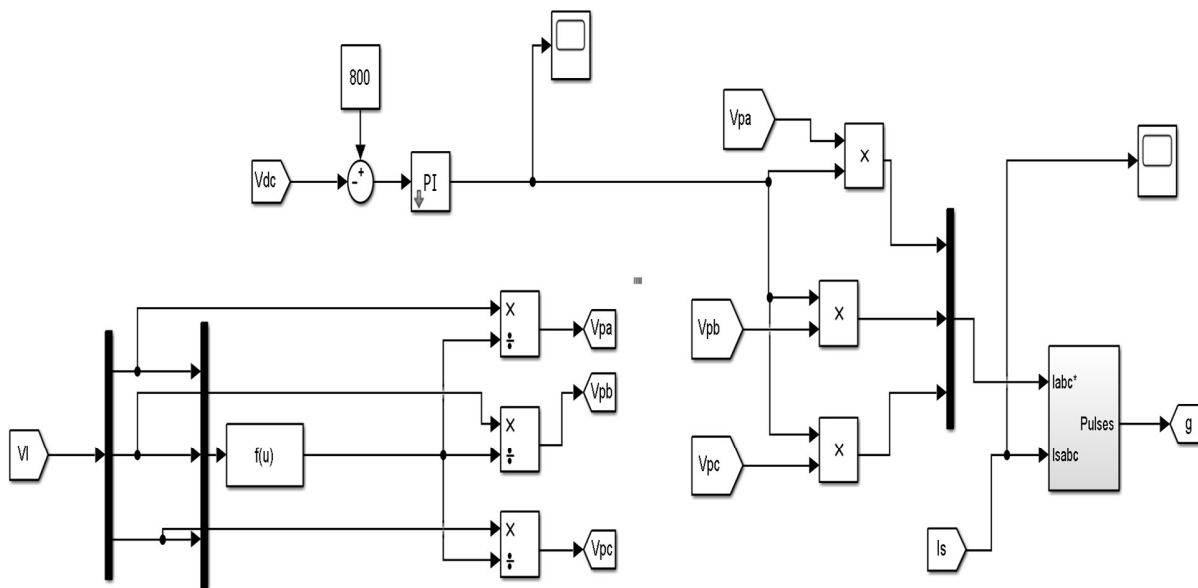 800
Vpa
×
Vdc
- +
PI
×
÷
Vpa
Vpb
×
Vpb
×
÷
Iabc*
Pulses
g
Isabc
Vl
f(u)
Vpc
×
×
÷
Vpc
Is